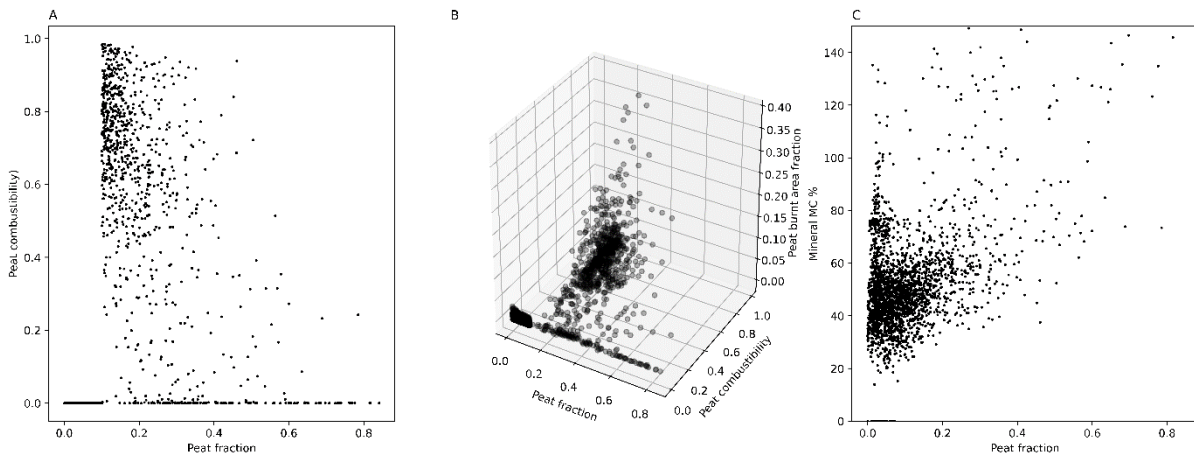 A
1.0
0.8
0.6
0.4
0.2
0.0
Peat combustibility)
0.0 0.2 0.4 0.6 0.8
Peat fraction
B
0.40
0.35
0.30
0.25
0.20
0.15
0.10
0.05
0.00
Peat burnt area fraction
1.0
0.8
0.6
0.4
0.2
0.0
Peat combustibility
0.0
0.2
0.4
0.6
0.8
Peat fraction
C
140
120
100
80
60
40
20
0
Mineral MC %
0.0 0.2 0.4 0.6 0.8
Peat fraction